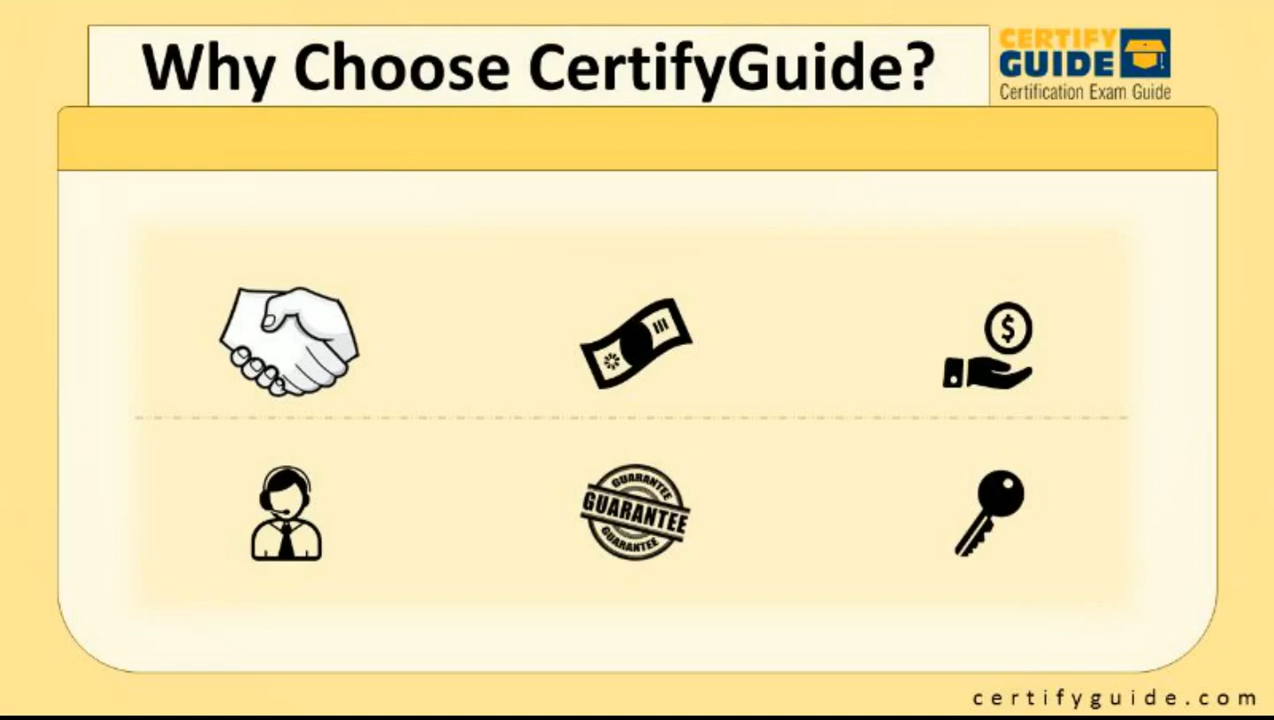 Why Choose CertifyGuide?
CERTIFY
GUIDE
Certification Exam Guide
GUARANTEE
GUARANTEE
GUARANTEE
certifyguide.com